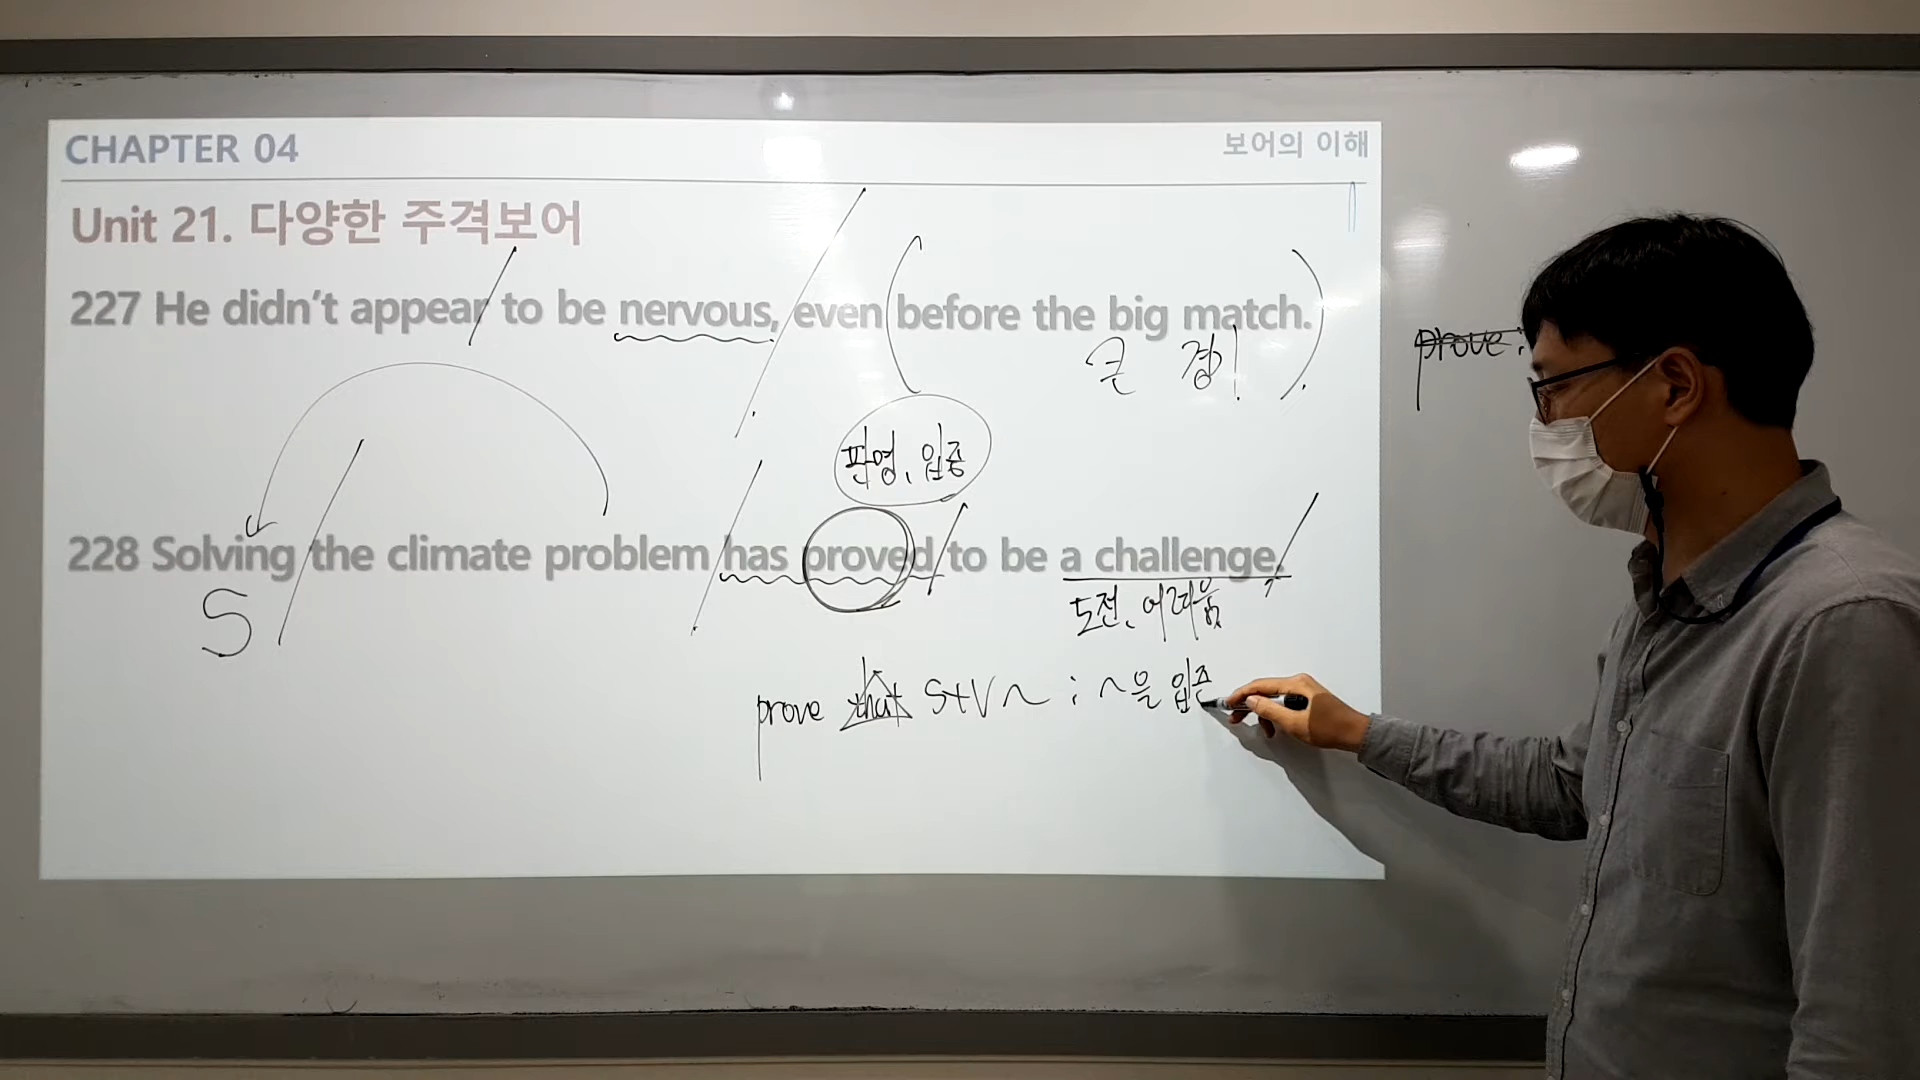 CHAPTER 04
보어의 이해
Unit 21. 다양한 주격보어
227 He didn't appear to be nervous, even before the big match.
큰 경기
prove :
판명, 입증
228 Solving the climate problem has proved to be a challenge.
S
도전, 어려움
prove that S+V ~ : ~을 입증